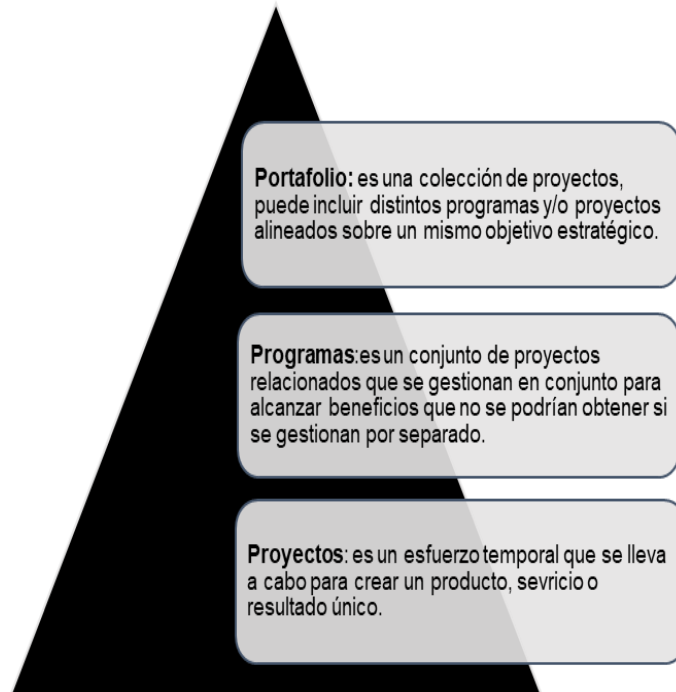 Portafolio: es una colección de proyectos,
puede incluir distintos programas y/o proyectos
alineados sobre un mismo objetivo estratégico.
Programas:es un conjunto de proyectos
relacionados que se gestionan en conjunto para
alcanzar beneficios que no se podrían obtener si
se gestionan por separado.
Proyectos: es un esfuerzo temporal que se lleva
a cabo para crear un producto, sevricio o
resultado único.